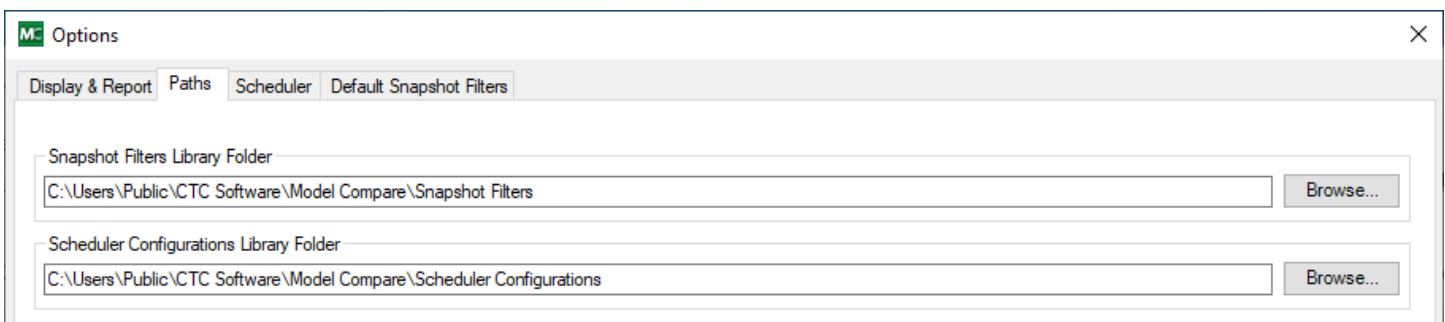 MC Options
Display & Report Paths Scheduler Default Snapshot Filters
Snapshot Filters Library Folder
C:\Users\Public\CTC Software\Model Compare\Snapshot Filters Browse...
Scheduler Configurations Library Folder
C:\Users\Public\CTC Software\Model Compare\Scheduler Configurations Browse...